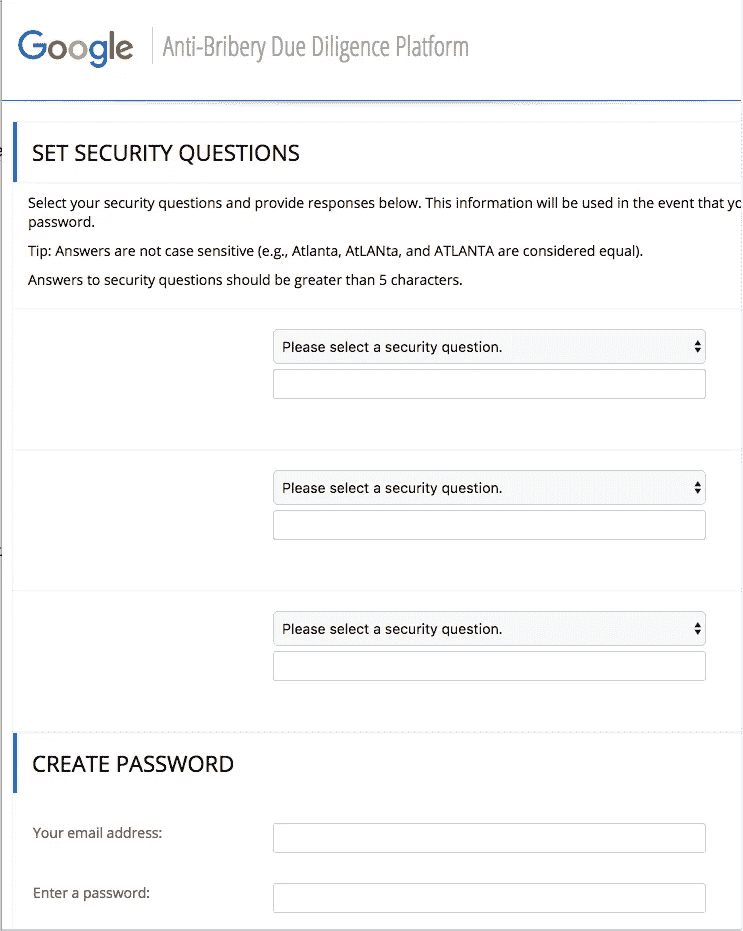 Google Anti-Bribery Due Diligence Platform
SET SECURITY QUESTIONS
Select your security questions and provide responses below. This information will be used in the event that yo
password.
Tip: Answers are not case sensitive (e.g., Atlanta, AtLANta, and ATLANTA are considered equal).
Answers to security questions should be greater than 5 characters.
Please select a security question.
Please select a security question.
Please select a security question.
CREATE PASSWORD
Your email address:
Enter a password: